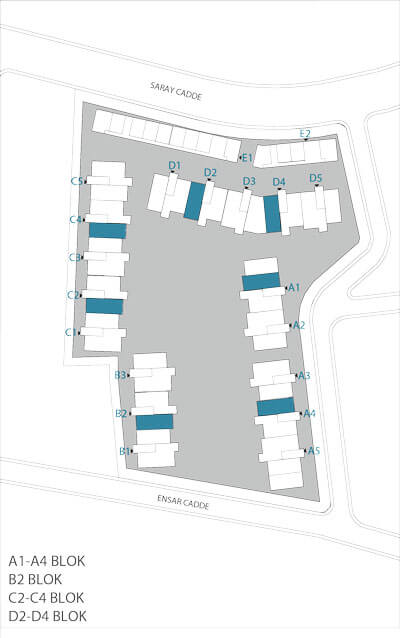 SARAY CADDE
E2
E1
D1
D2
D3
D4
D5
C5
C4
C3
C2
C1
A1
A2
A3
A4
A5
B3
B2
B1
ENSAR CADDE
A1-A4 BLOK
B2 BLOK
C2-C4 BLOK
D2-D4 BLOK